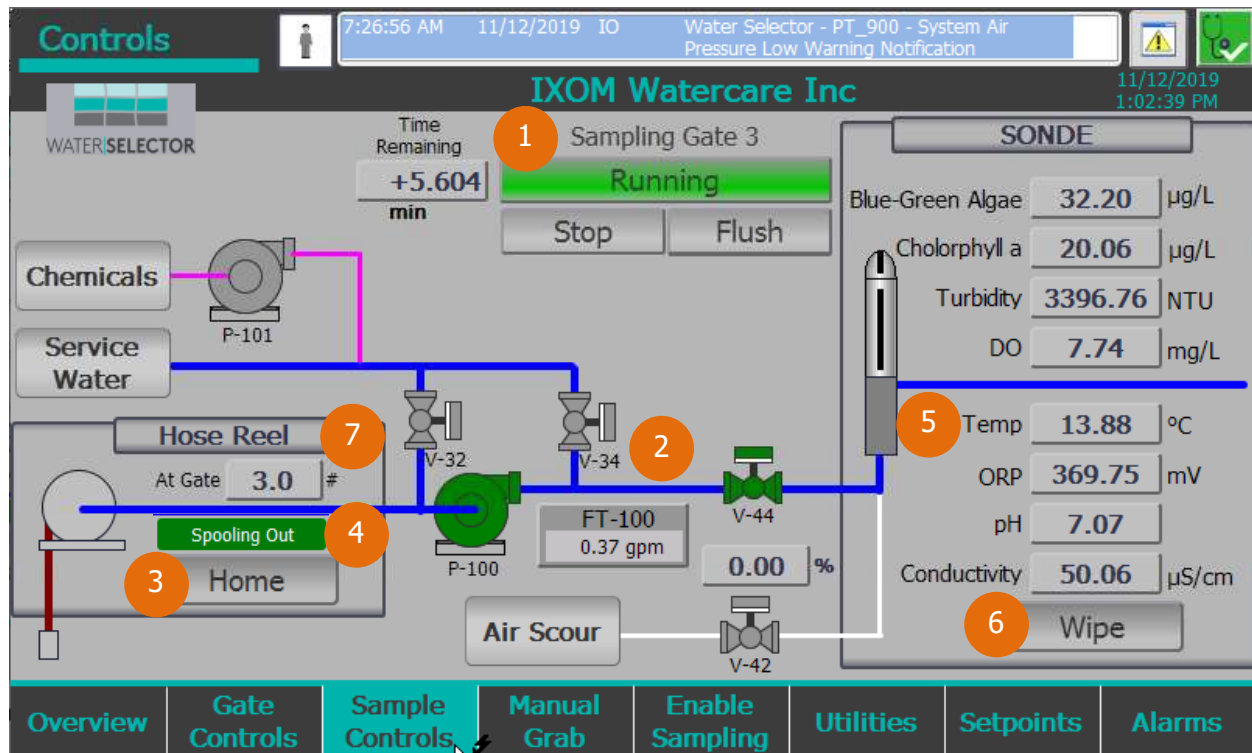 Controls
7:26:56 AM 11/12/2019 IO Water Selector - PT_900 - System Air
Pressure Low Warning Notification
IXOM Watercare Inc
11/12/2019
1:02:39 PM
WATER|SELECTOR
Time
Remaining
+5.604
min
1
Sampling Gate 3
Running
Stop
Flush
SONDE
Blue-Green Algae 32.20 µg/L
Cholorphyll a 20.06 µg/L
Turbidity 3396.76 NTU
DO 7.74 mg/L
5
Temp 13.88 ºC
ORP 369.75 mV
pH 7.07
Conductivity 50.06 µS/cm
6
Wipe
Chemicals
P-101
Service
Water
Hose Reel
7
At Gate 3.0 #
Spooling Out
4
3
Home
V-32
V-34
2
V-44
P-100
FT-100
0.37 gpm
0.00 %
Air Scour
V-42
Overview
Gate
Controls
Sample
Controls
Manual
Grab
Enable
Sampling
Utilities
Setpoints
Alarms